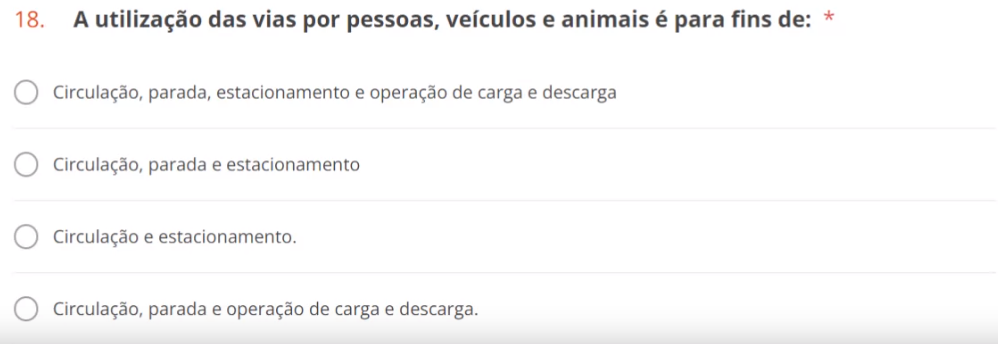 18. A utilização das vias por pessoas, veículos e animais é para fins de: *
Circulação, parada, estacionamento e operação de carga e descarga
Circulação, parada e estacionamento
Circulação e estacionamento.
Circulação, parada e operação de carga e descarga.